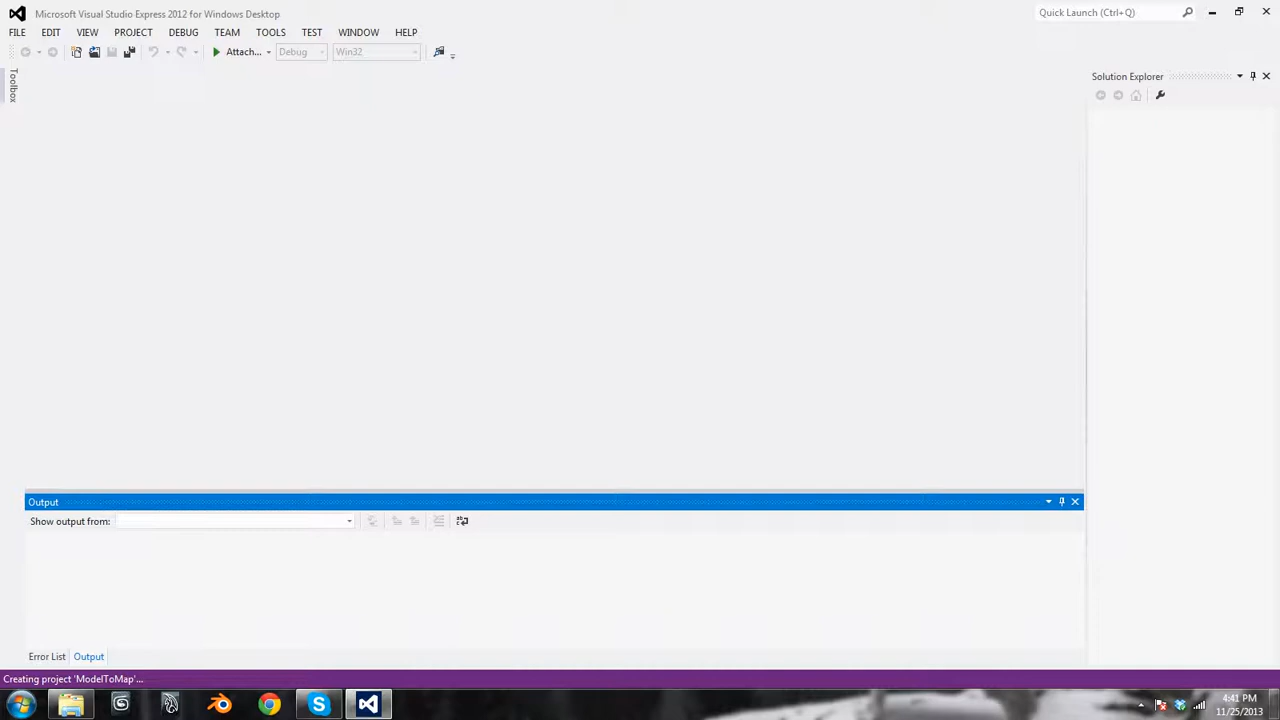 Microsoft Visual Studio Express 2012 for Windows Desktop
Quick Launch (Ctrl+Q)
FILE EDIT VIEW PROJECT DEBUG TEAM TOOLS TEST WINDOW HELP
Attach... Debug Win32
Toolbox
Solution Explorer
Output
Show output from:
Error List Output
Creating project 'ModelToMap'...
4:41 PM
11/25/2013